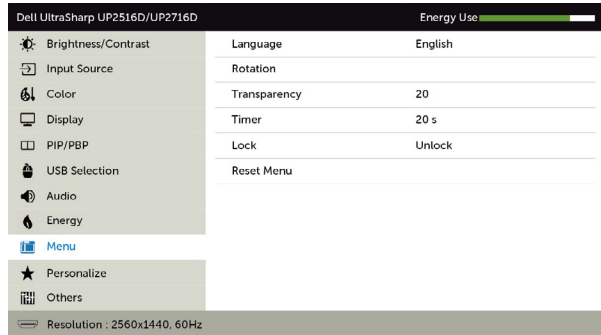 Dell UltraSharp UP2516D/UP2716D Energy Use
Brightness/Contrast Language English
Input Source Rotation
Color Transparency 20
Display Timer 20 s
PIP/PBP Lock Unlock
USB Selection Reset Menu
Audio
Energy
Menu
Personalize
Others
Resolution : 2560x1440, 60Hz